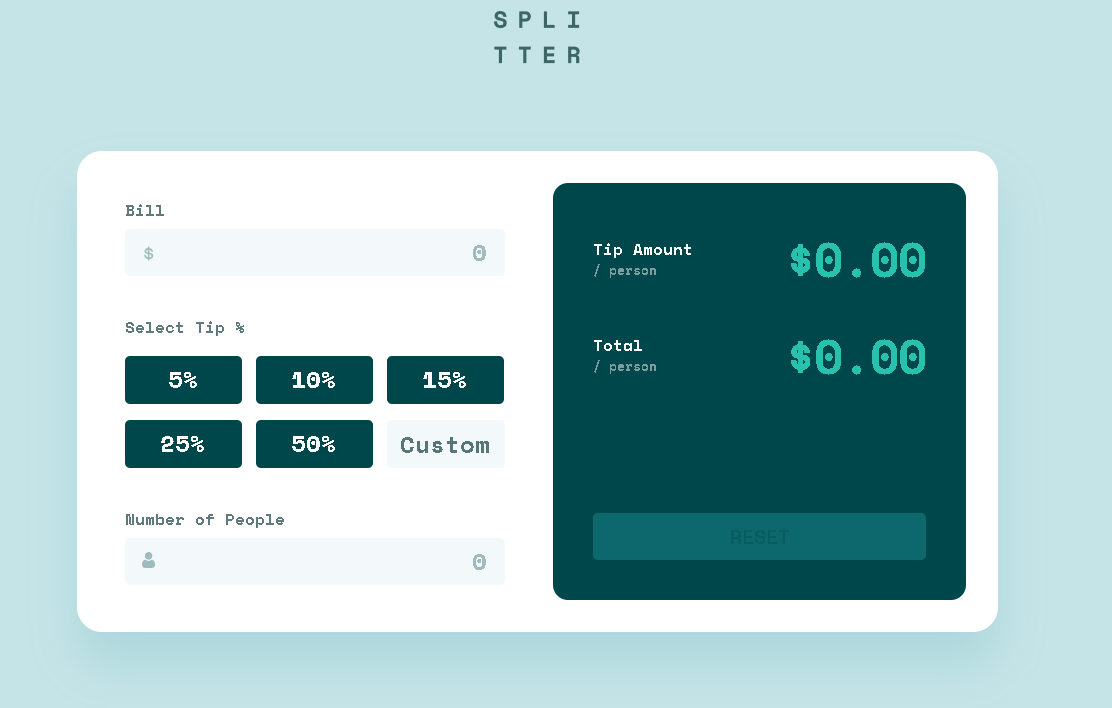 SPLI
TTER
Bill
$ 0
Select Tip %
5% 10% 15%
25% 50% Custom
Number of People
0
Tip Amount
/ person
$0.00
Total
/ person
$0.00
RESET